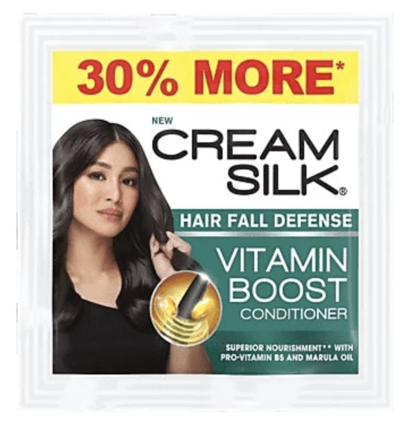 30% MORE*
NEW
CREAM
SILK®
HAIR FALL DEFENSE
VITAMIN
BOOST
CONDITIONER
SUPERIOR NOURISHMENT** WITH
PRO-VITAMIN B5 AND MARULA OIL